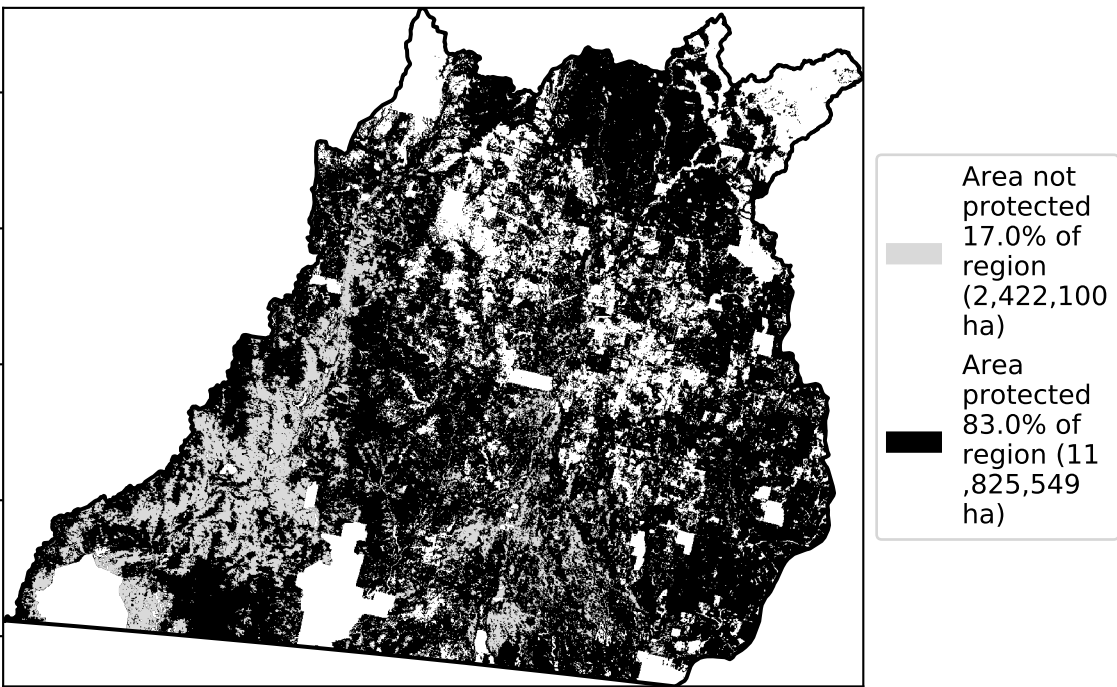 Area not
protected
17.0% of
region
(2,422,100
ha)
Area
protected
83.0% of
region (11
,825,549
ha)